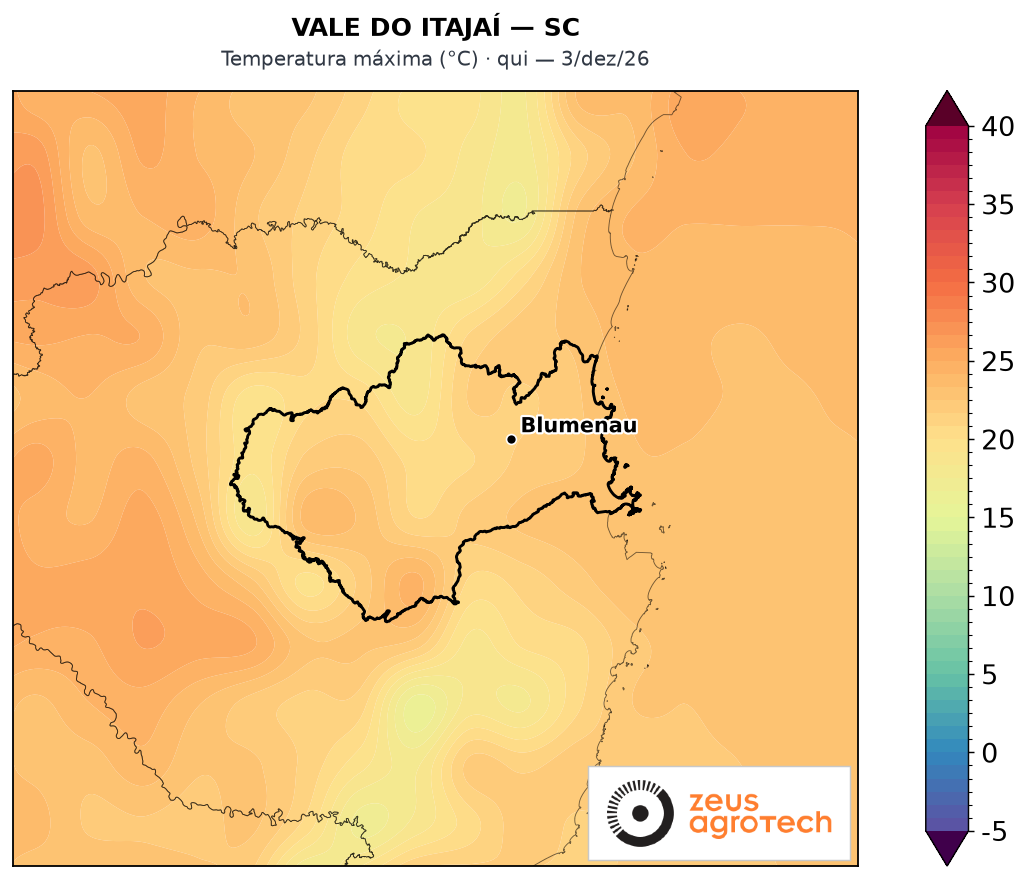 VALE DO ITAJAÍ — SC
Temperatura máxima (°C) · qui — 3/dez/26
Blumenau
40
35
30
25
20
15
10
5
0
-5
zeus
agrotech